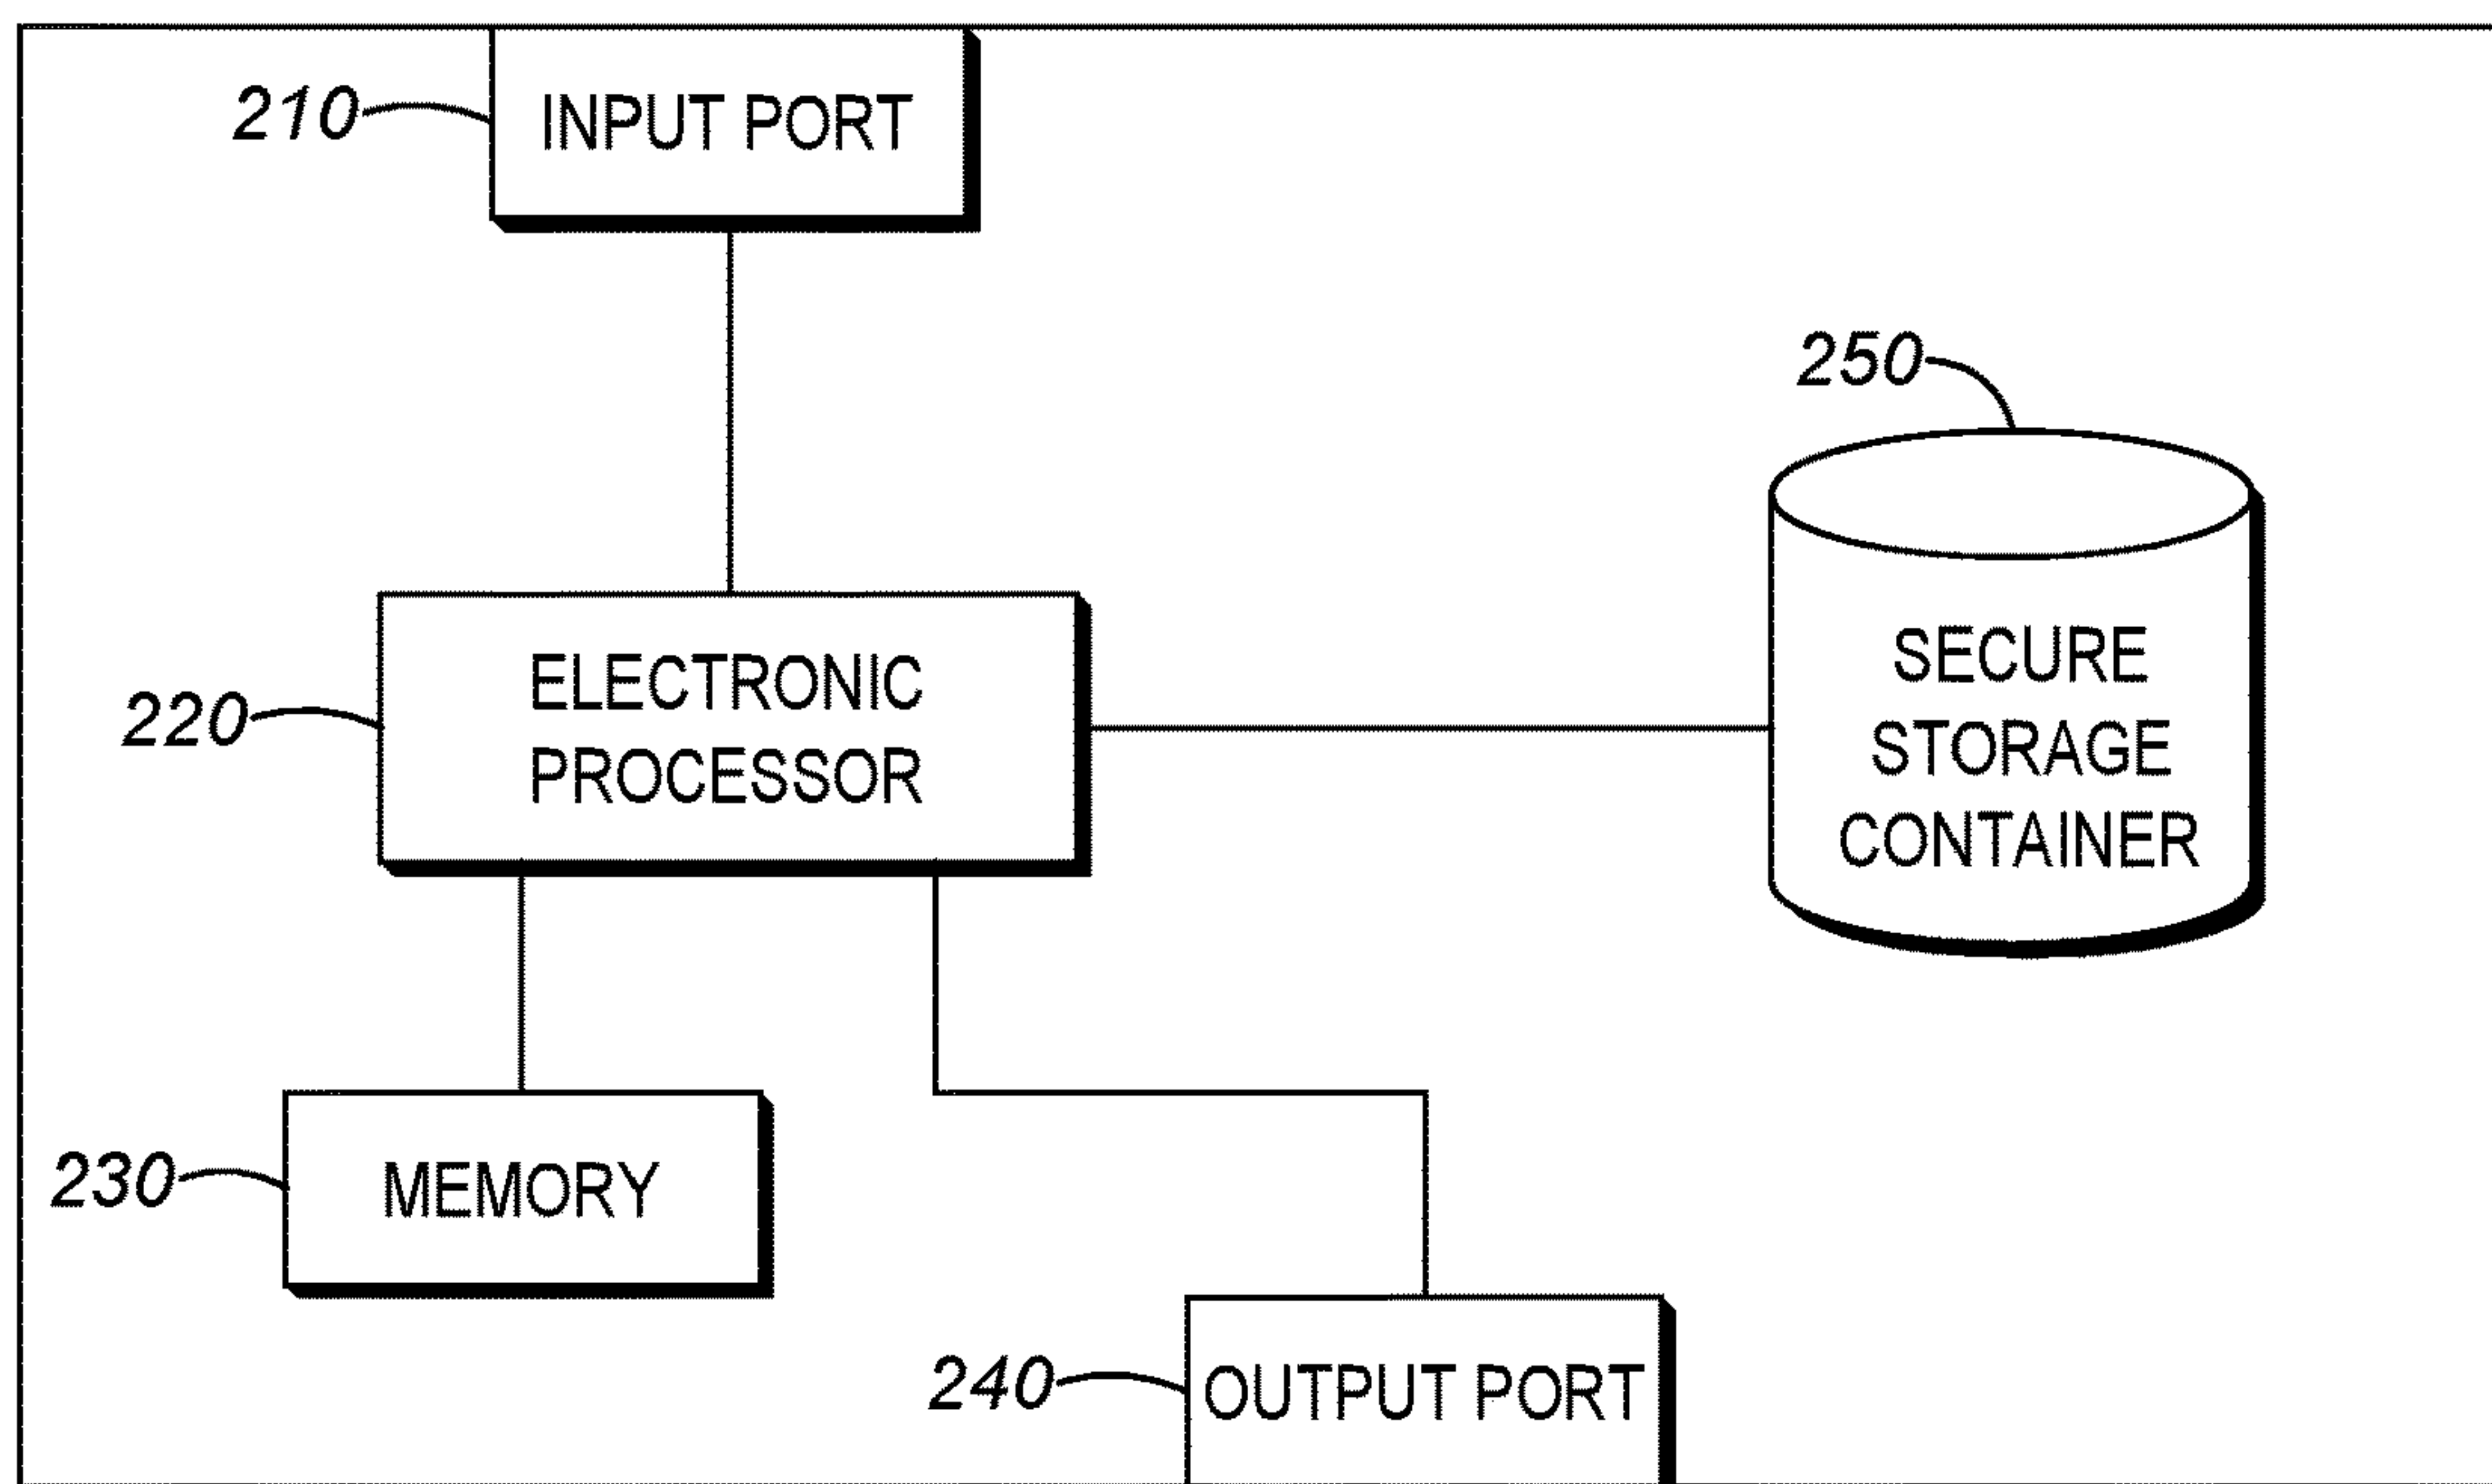 210
INPUT PORT
250
SECURE
STORAGE
CONTAINER
220
ELECTRONIC
PROCESSOR
230
MEMORY
240
OUTPUT PORT